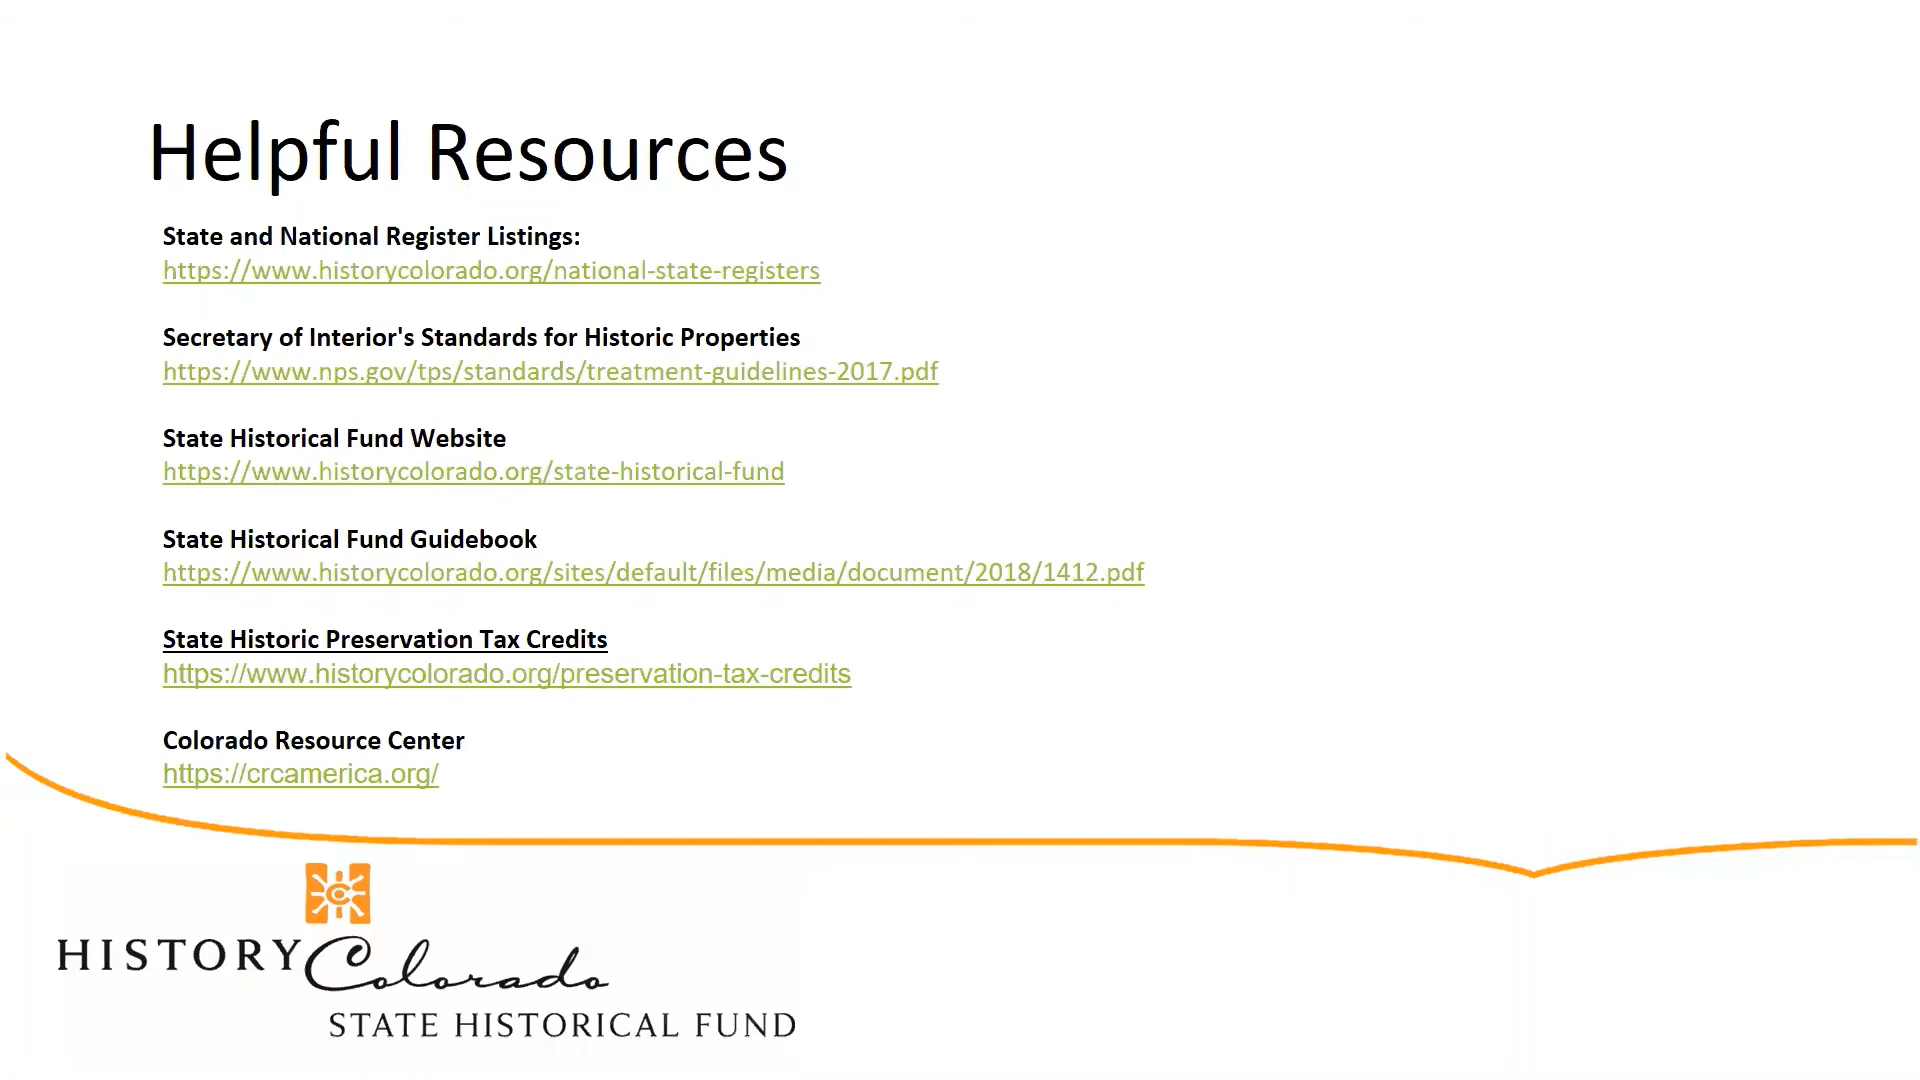 Helpful Resources
State and National Register Listings:
https://www.historycolorado.org/national-state-registers
Secretary of Interior's Standards for Historic Properties
https://www.nps.gov/tps/standards/treatment-guidelines-2017.pdf
State Historical Fund Website
https://www.historycolorado.org/state-historical-fund
State Historical Fund Guidebook
https://www.historycolorado.org/sites/default/files/media/document/2018/1412.pdf
State Historic Preservation Tax Credits
https://www.historycolorado.org/preservation-tax-credits
Colorado Resource Center
https://crcamerica.org/
C
HISTORY Colorado
STATE HISTORICAL FUND